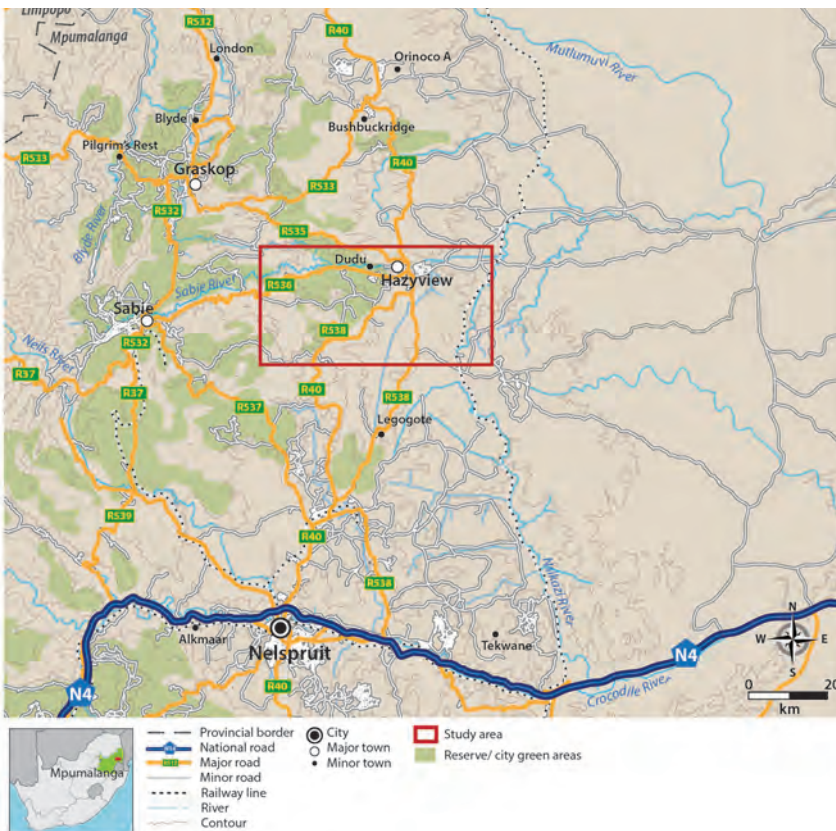 Limpopo
Mpumalanga
R532
London
R40
Orinoco A
Mutlumuvi River
Blyde
Bushbuckridge
Pilgrim's Rest
R533
Graskop
R40
R533
R532
R535
Blyde River
Dudu
Hazyview
Sabie River
R536
Sabie
R538
R532
Neils River
R37
R37
R40
R538
R537
Legogote
R539
R40
R538
Alkmaar
Nelspruit
Tekwane
N
W E
S
N4
Crocodile River
N4
R40
0 20
km
Provincial border
National road
Major road
Minor road
Railway line
River
Contour
City
Major town
Minor town
Study area
Reserve/ city green areas
Mpumalanga